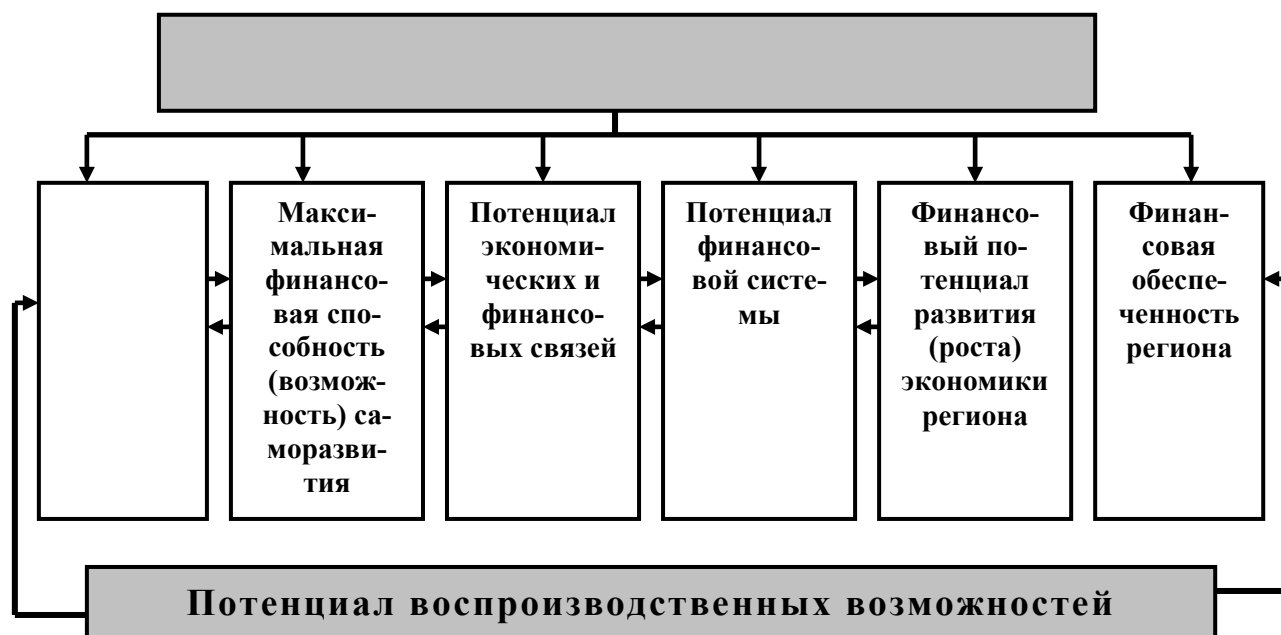 Макси-
мальная
финансо-
вая спо-
собность
(возмож-
ность) са-
моразви-
тия
Потенциал
экономи-
ческих и
финансо-
вых связей
Потенциал
финансо-
вой систе-
мы
Финансо-
вый по-
тенциал
развития
(роста)
экономики
региона
Финан-
совая
обеспе-
ченность
региона
Потенциал воспроизводственных возможностей